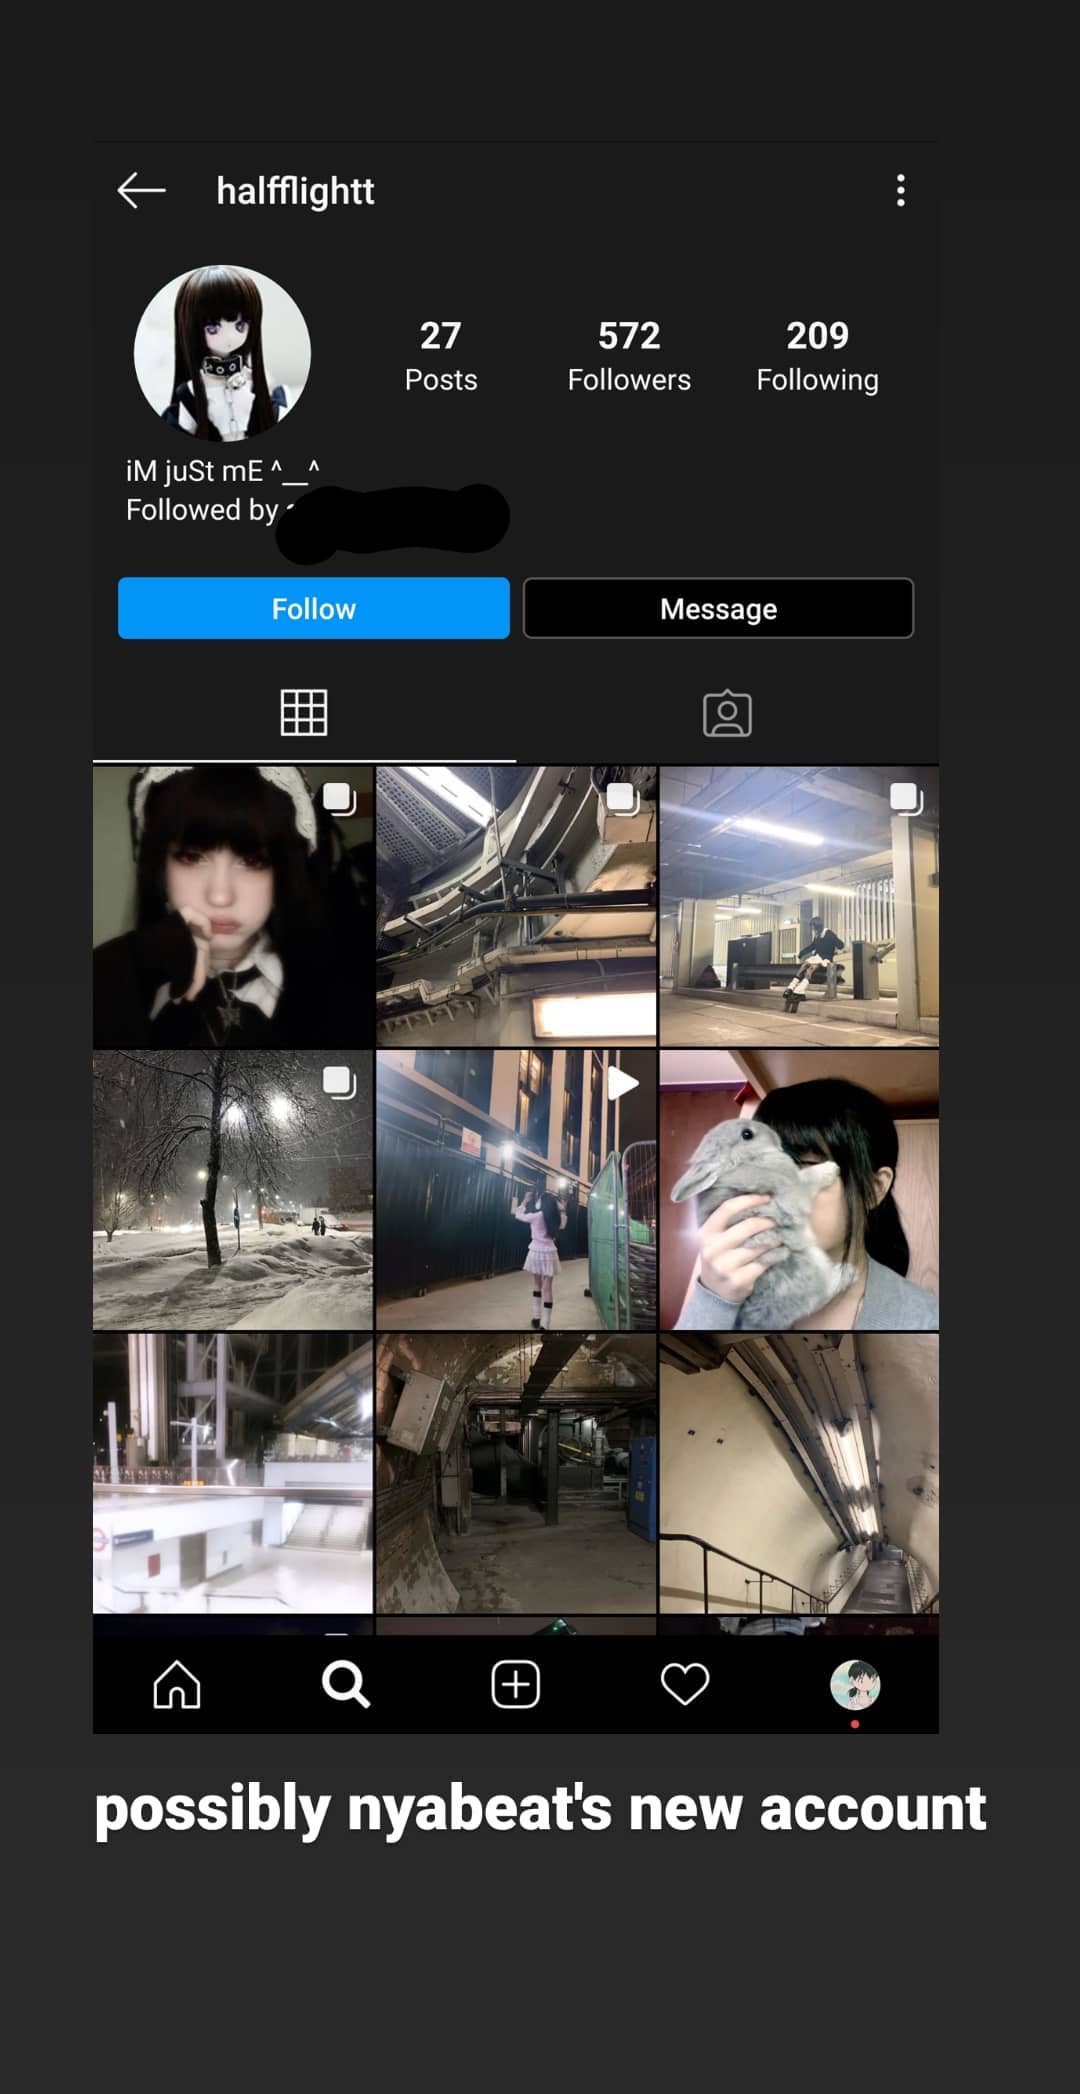 halfflightt
27
Posts
572
Followers
209
Following
iM juSt mE ^__^
Followed by
Follow
Message
possibly nyabeat's new account